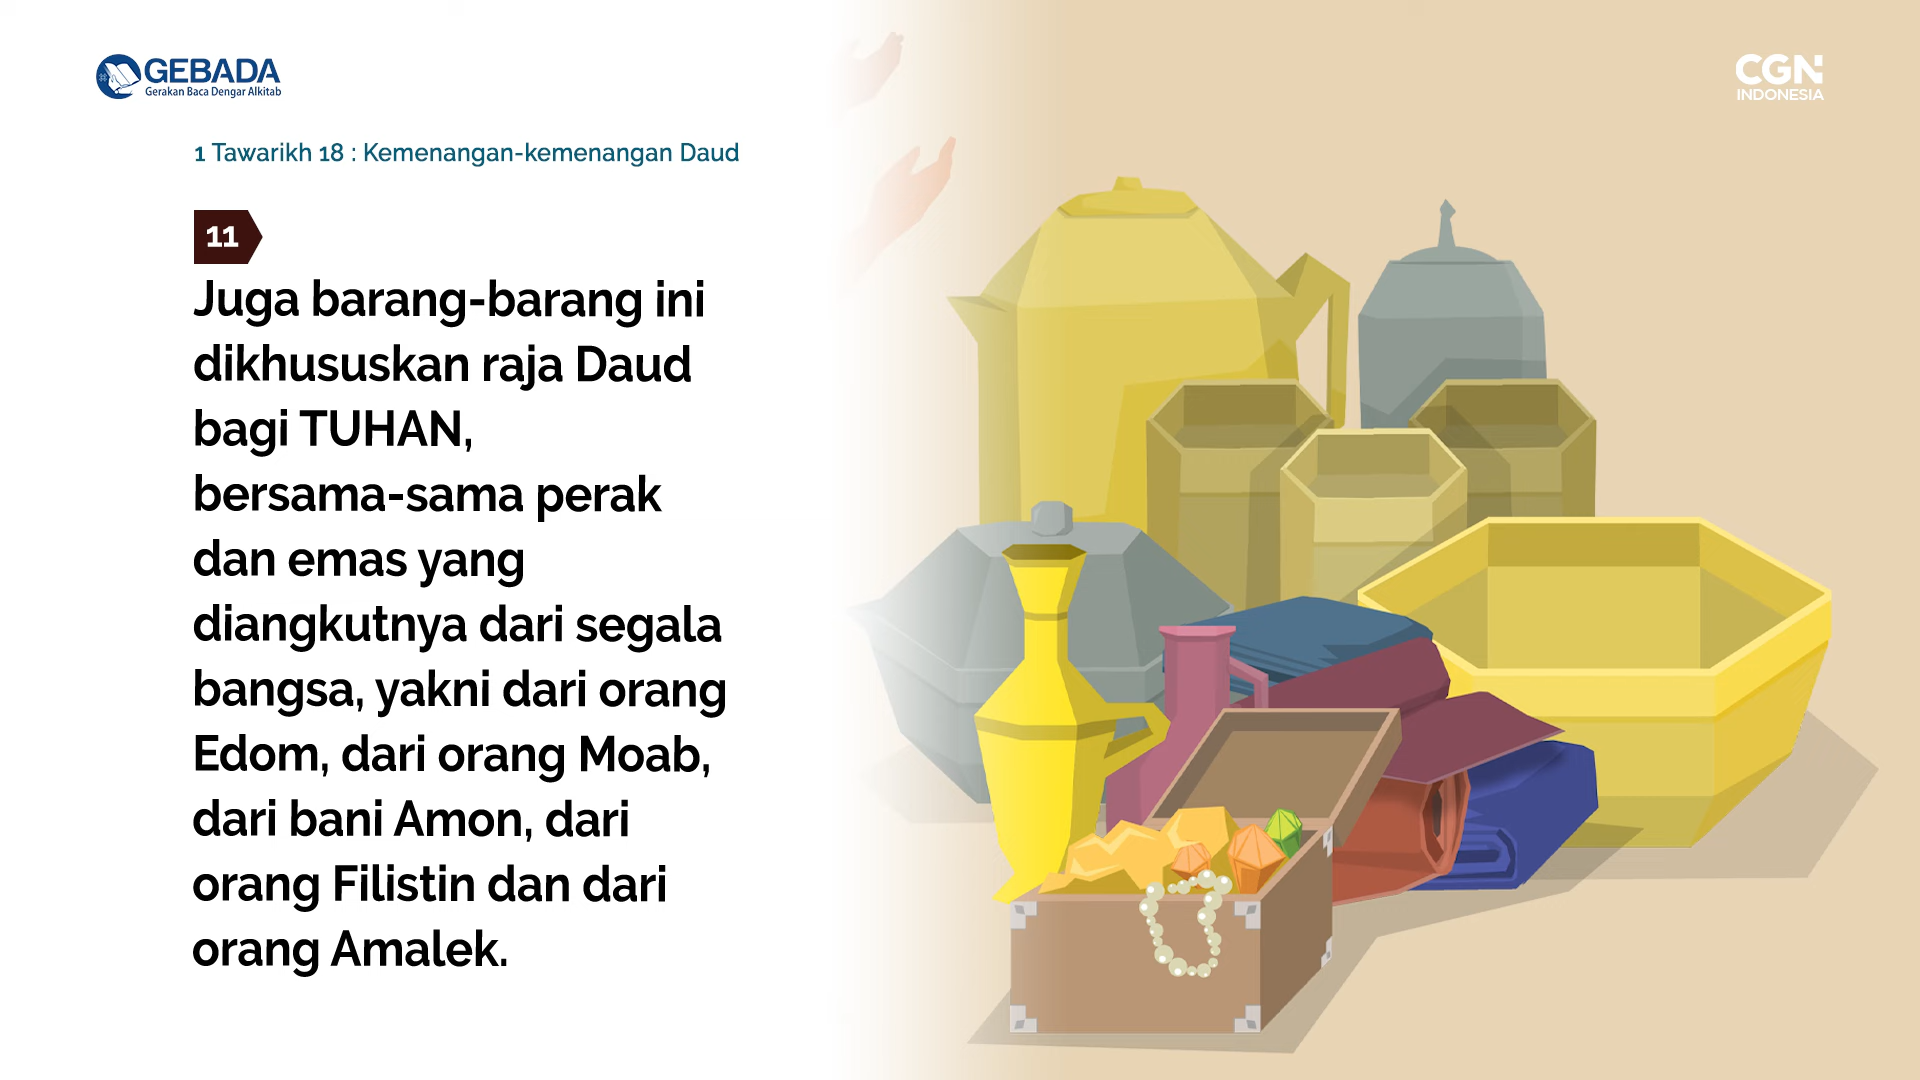 GEBADA
Gerakan Baca Dengar Alkitab
CGN
INDONESIA
1 Tawarikh 18 : Kemenangan-kemenangan Daud
11
Juga barang-barang ini
dikhususkan raja Daud
bagi TUHAN,
bersama-sama perak
dan emas yang
diangkutnya dari segala
bangsa, yakni dari orang
Edom, dari orang Moab,
dari bani Amon, dari
orang Filistin dan dari
orang Amalek.